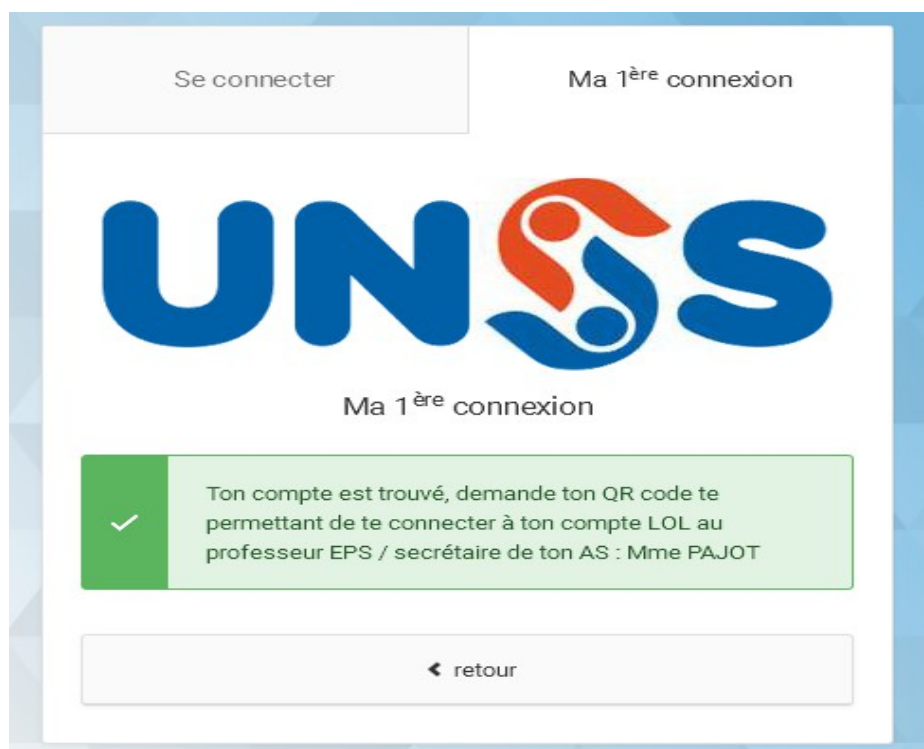 Se connecter
Ma 1ère connexion
UNSS
Ma 1ère connexion
Ton compte est trouvé, demande ton QR code te
permettant de te connecter à ton compte LOL au
professeur EPS / secrétaire de ton AS : Mme PAJOT
retour